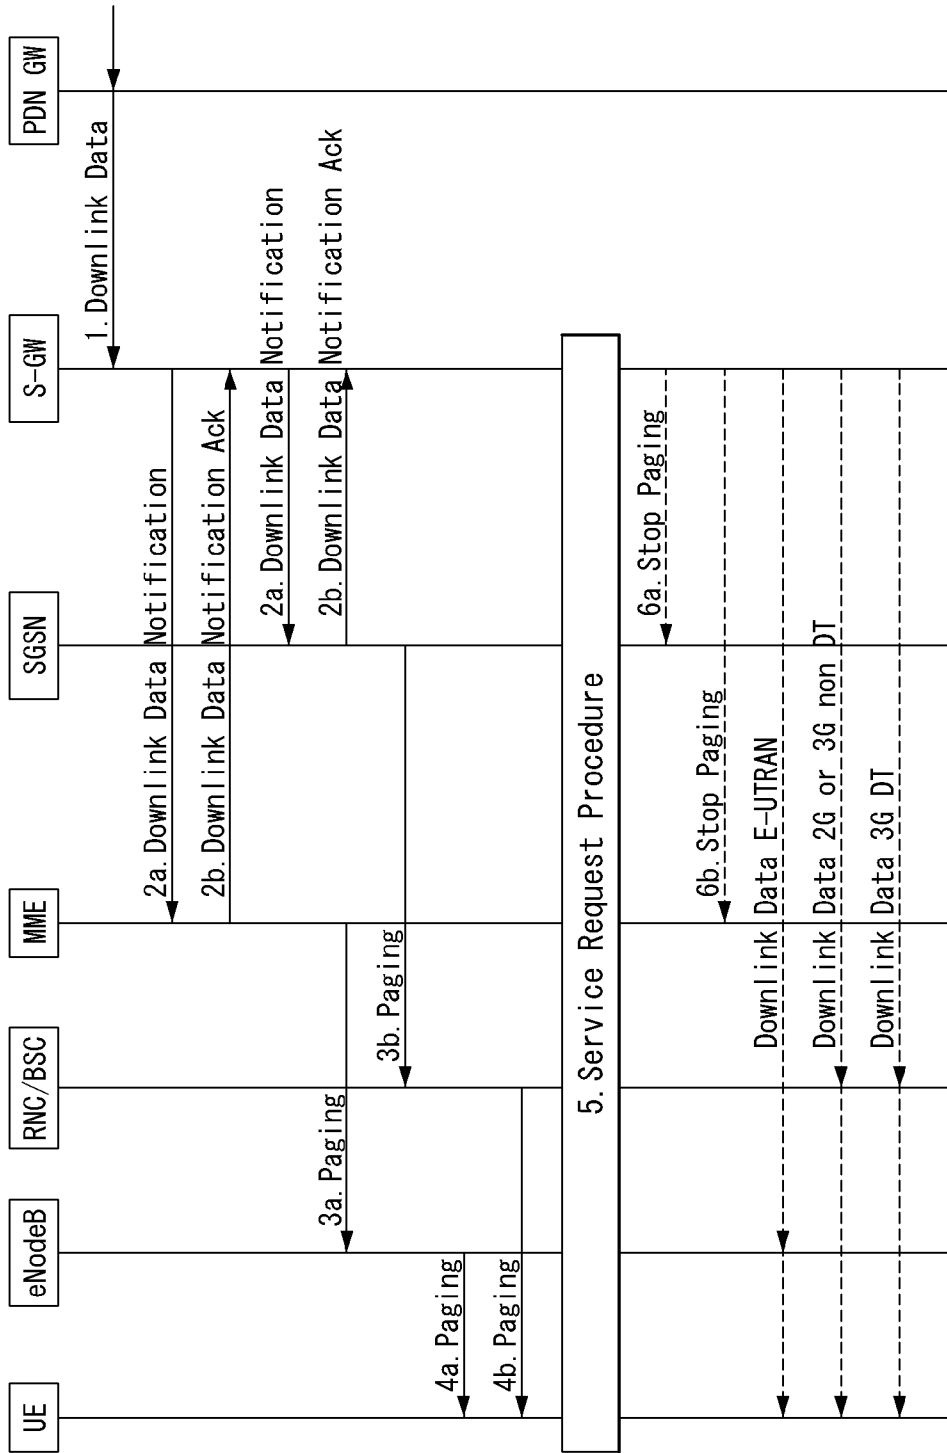 UE
eNodeB
RNC/BSC
MME
SGSN
S-GW
PDN GW
1. Downlink Data
2a. Downlink Data Notification
2b. Downlink Data Notification Ack
2a. Downlink Data Notification
2b. Downlink Data Notification Ack
3a. Paging
3b. Paging
4a. Paging
4b. Paging
5. Service Request Procedure
6a. Stop Paging
6b. Stop Paging
Downlink Data E-UTRAN
Downlink Data 2G or 3G non DT
Downlink Data 3G DT